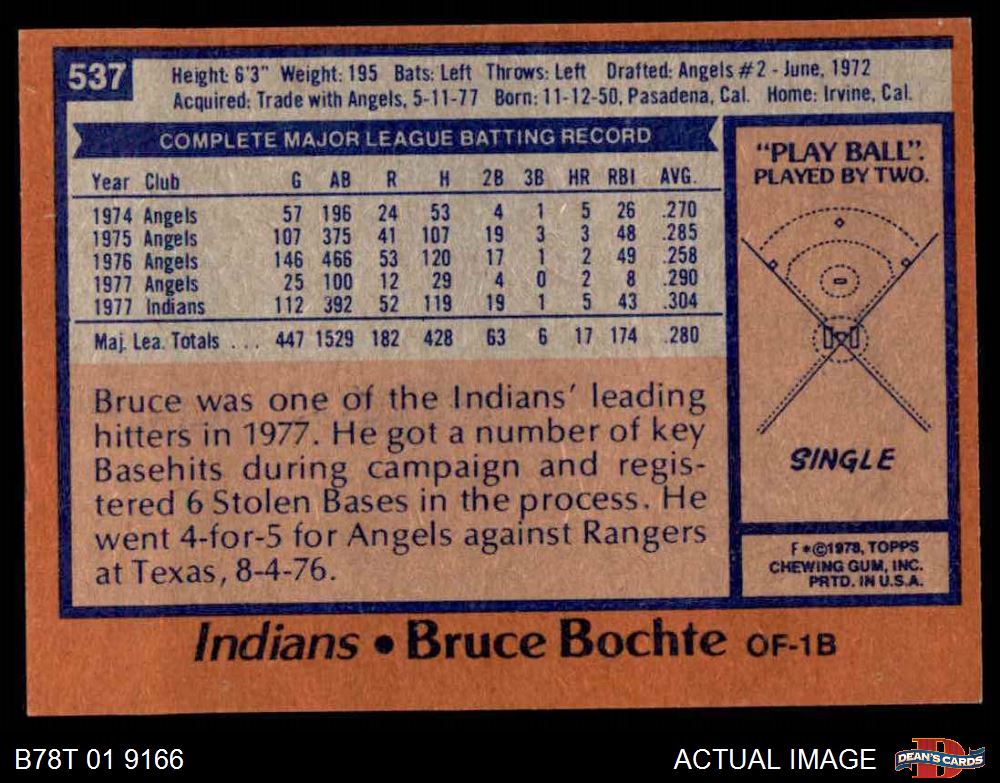 537
Height: 6'3" Weight: 195 Bats: Left Throws: Left Drafted: Angels #2 - June, 1972
Acquired: Trade with Angels, 5-11-77 Born: 11-12-50, Pasadena, Cal. Home: Irvine, Cal.
COMPLETE MAJOR LEAGUE BATTING RECORD
Year Club G AB R H 2B 3B HR RBI AVG.
1974 Angels 57 196 24 53 4 1 5 26 .270
1975 Angels 107 375 41 107 19 3 3 48 .285
1976 Angels 146 466 53 120 17 1 2 49 .258
1977 Angels 25 100 12 29 4 0 2 8 .290
1977 Indians 112 392 52 119 19 1 5 43 .304
Maj. Lea. Totals ... 447 1529 182 428 63 6 17 174 .280
Bruce was one of the Indians' leading
hitters in 1977. He got a number of key
Basehits during campaign and regis-
tered 6 Stolen Bases in the process. He
went 4-for-5 for Angels against Rangers
at Texas, 8-4-76.
"PLAY BALL".
PLAYED BY TWO.
SINGLE
F*©1978, TOPPS
CHEWING GUM, INC.
PRTD. IN U.S.A.
Indians • Bruce Bochte OF-1B
B78T 01 9166
ACTUAL IMAGE
D
DEAN'S CARDS